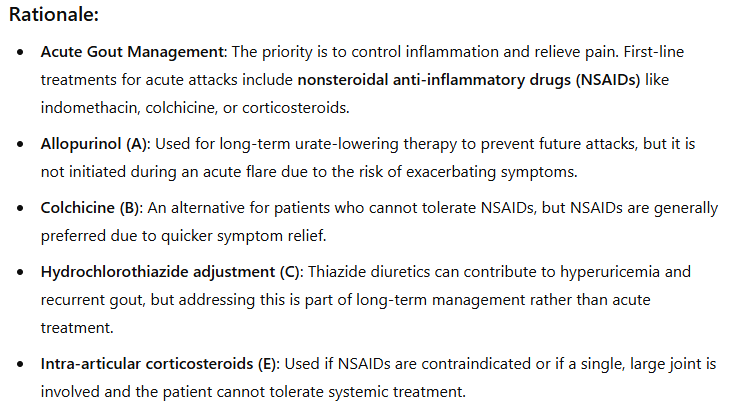 Rationale:
• Acute Gout Management: The priority is to control inflammation and relieve pain. First-line
treatments for acute attacks include nonsteroidal anti-inflammatory drugs (NSAIDs) like
indomethacin, colchicine, or corticosteroids.
• Allopurinol (A): Used for long-term urate-lowering therapy to prevent future attacks, but it is
not initiated during an acute flare due to the risk of exacerbating symptoms.
• Colchicine (B): An alternative for patients who cannot tolerate NSAIDs, but NSAIDs are generally
preferred due to quicker symptom relief.
• Hydrochlorothiazide adjustment (C): Thiazide diuretics can contribute to hyperuricemia and
recurrent gout, but addressing this is part of long-term management rather than acute
treatment.
• Intra-articular corticosteroids (E): Used if NSAIDs are contraindicated or if a single, large joint is
involved and the patient cannot tolerate systemic treatment.